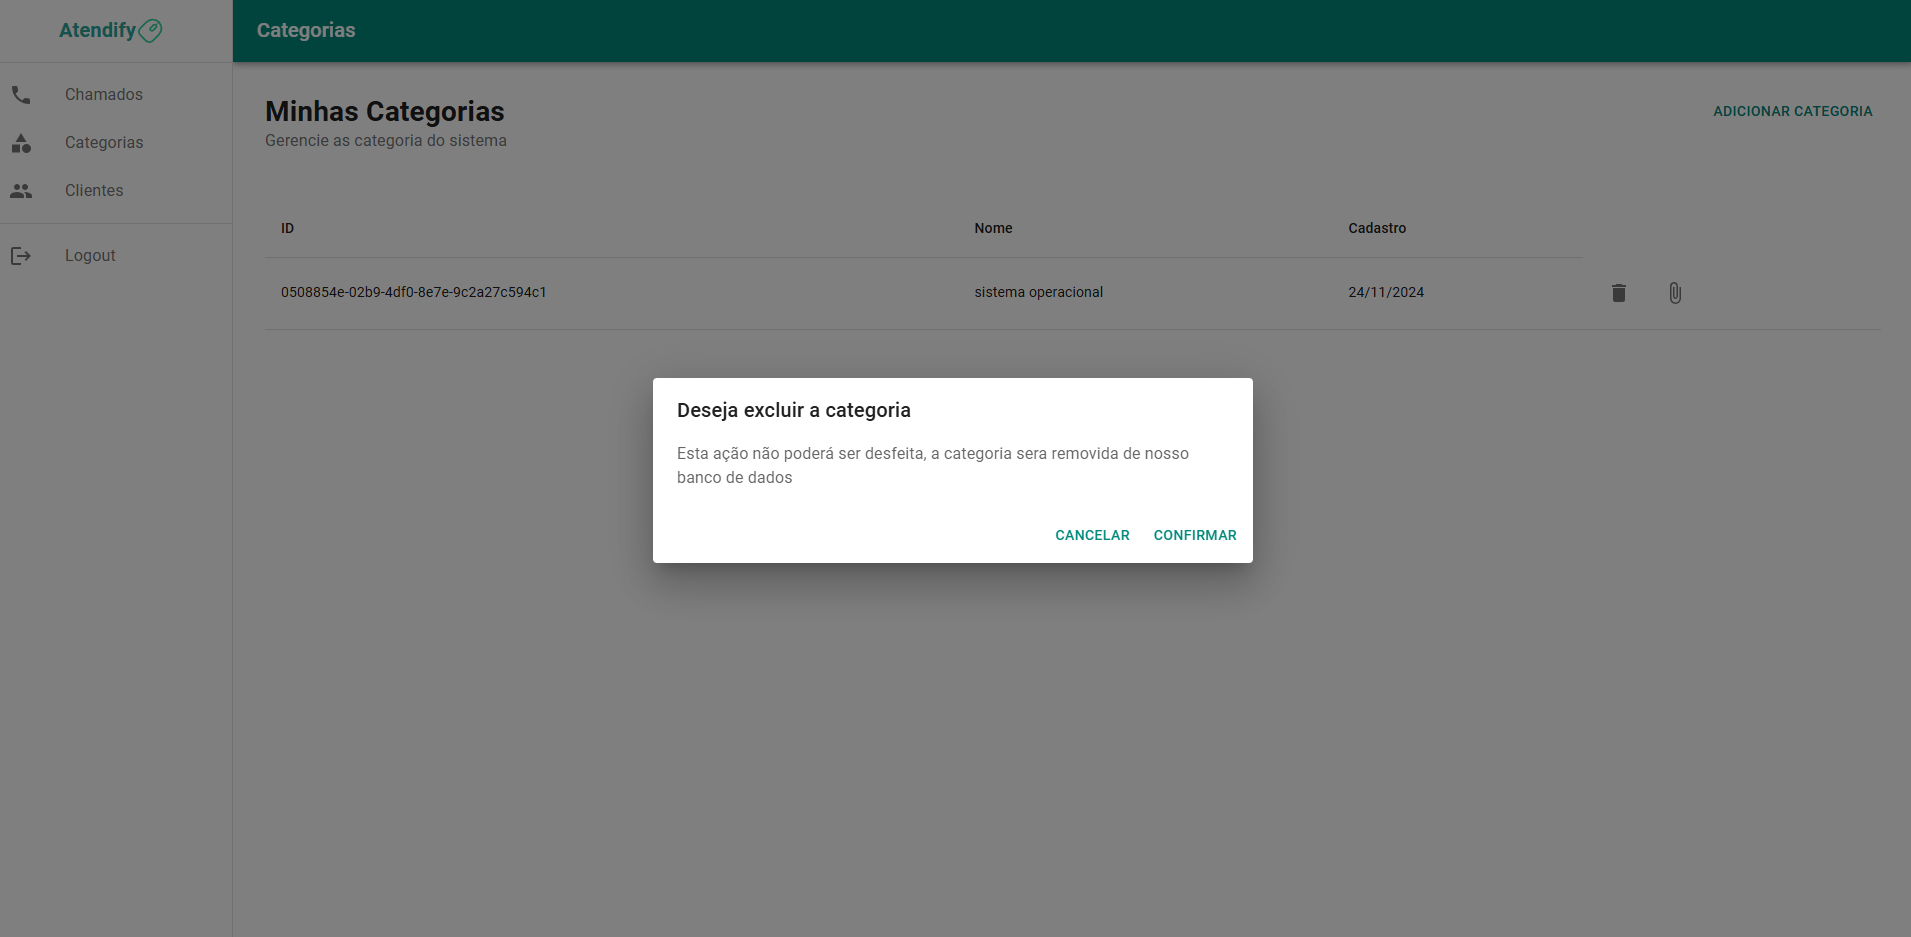 Atendify
Categorias
Chamados
Categorias
Clientes
Logout
Minhas Categorias
Gerencie as categoria do sistema
ADICIONAR CATEGORIA
ID Nome Cadastro
0508854e-02b9-4df0-8e7e-9c2a27c594c1 sistema operacional 24/11/2024
Deseja excluir a categoria
Esta ação não poderá ser desfeita, a categoria sera removida de nosso
banco de dados
CANCELAR CONFIRMAR